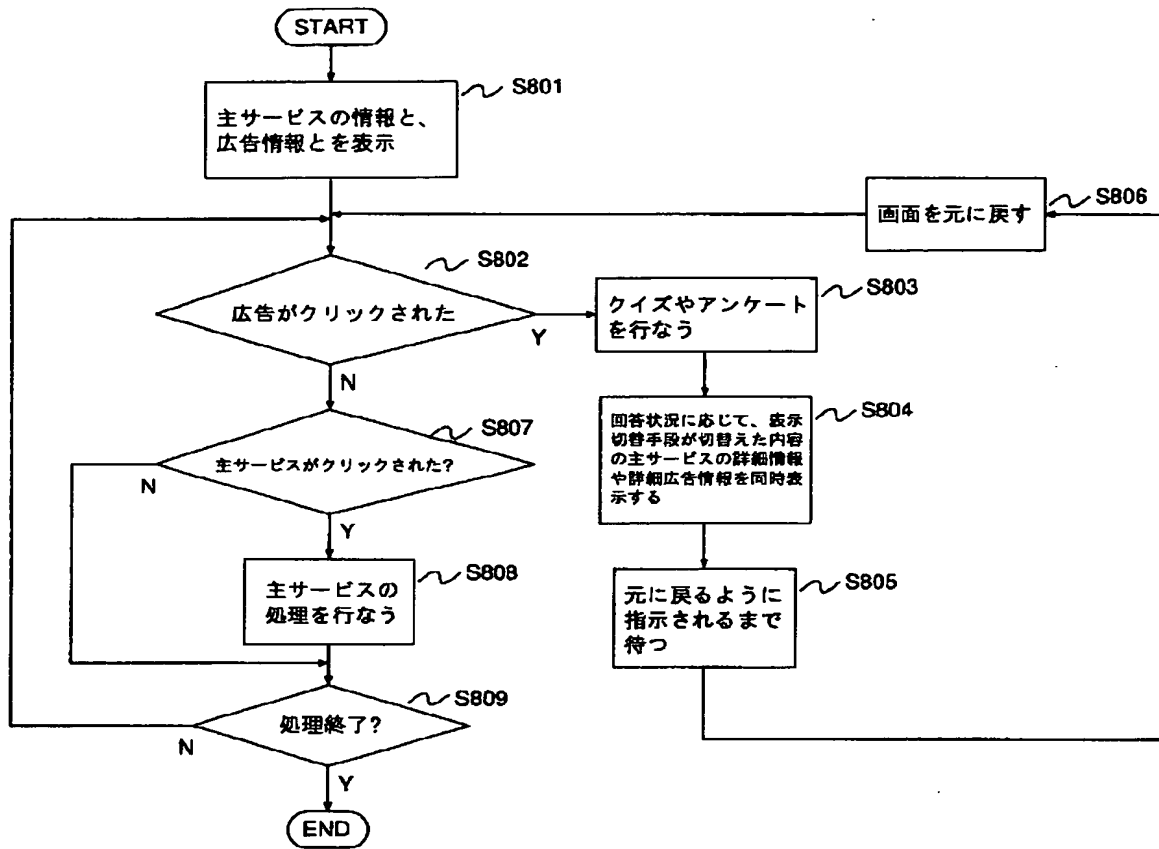 START
S801
主サービスの情報と、
広告情報とを表示
S806
画面を元に戻す
S802
広告がクリックされた
Y
N
S803
クイズやアンケート
を行なう
S804
回答状況に応じて、表示
切替手段が切替えた内容
の主サービスの詳細情報
や詳細広告情報を同時表
示する
S807
主サービスがクリックされた?
N
Y
S808
主サービスの
処理を行なう
S805
元に戻るように
指示されるまで
待つ
S809
処理終了?
N
Y
END